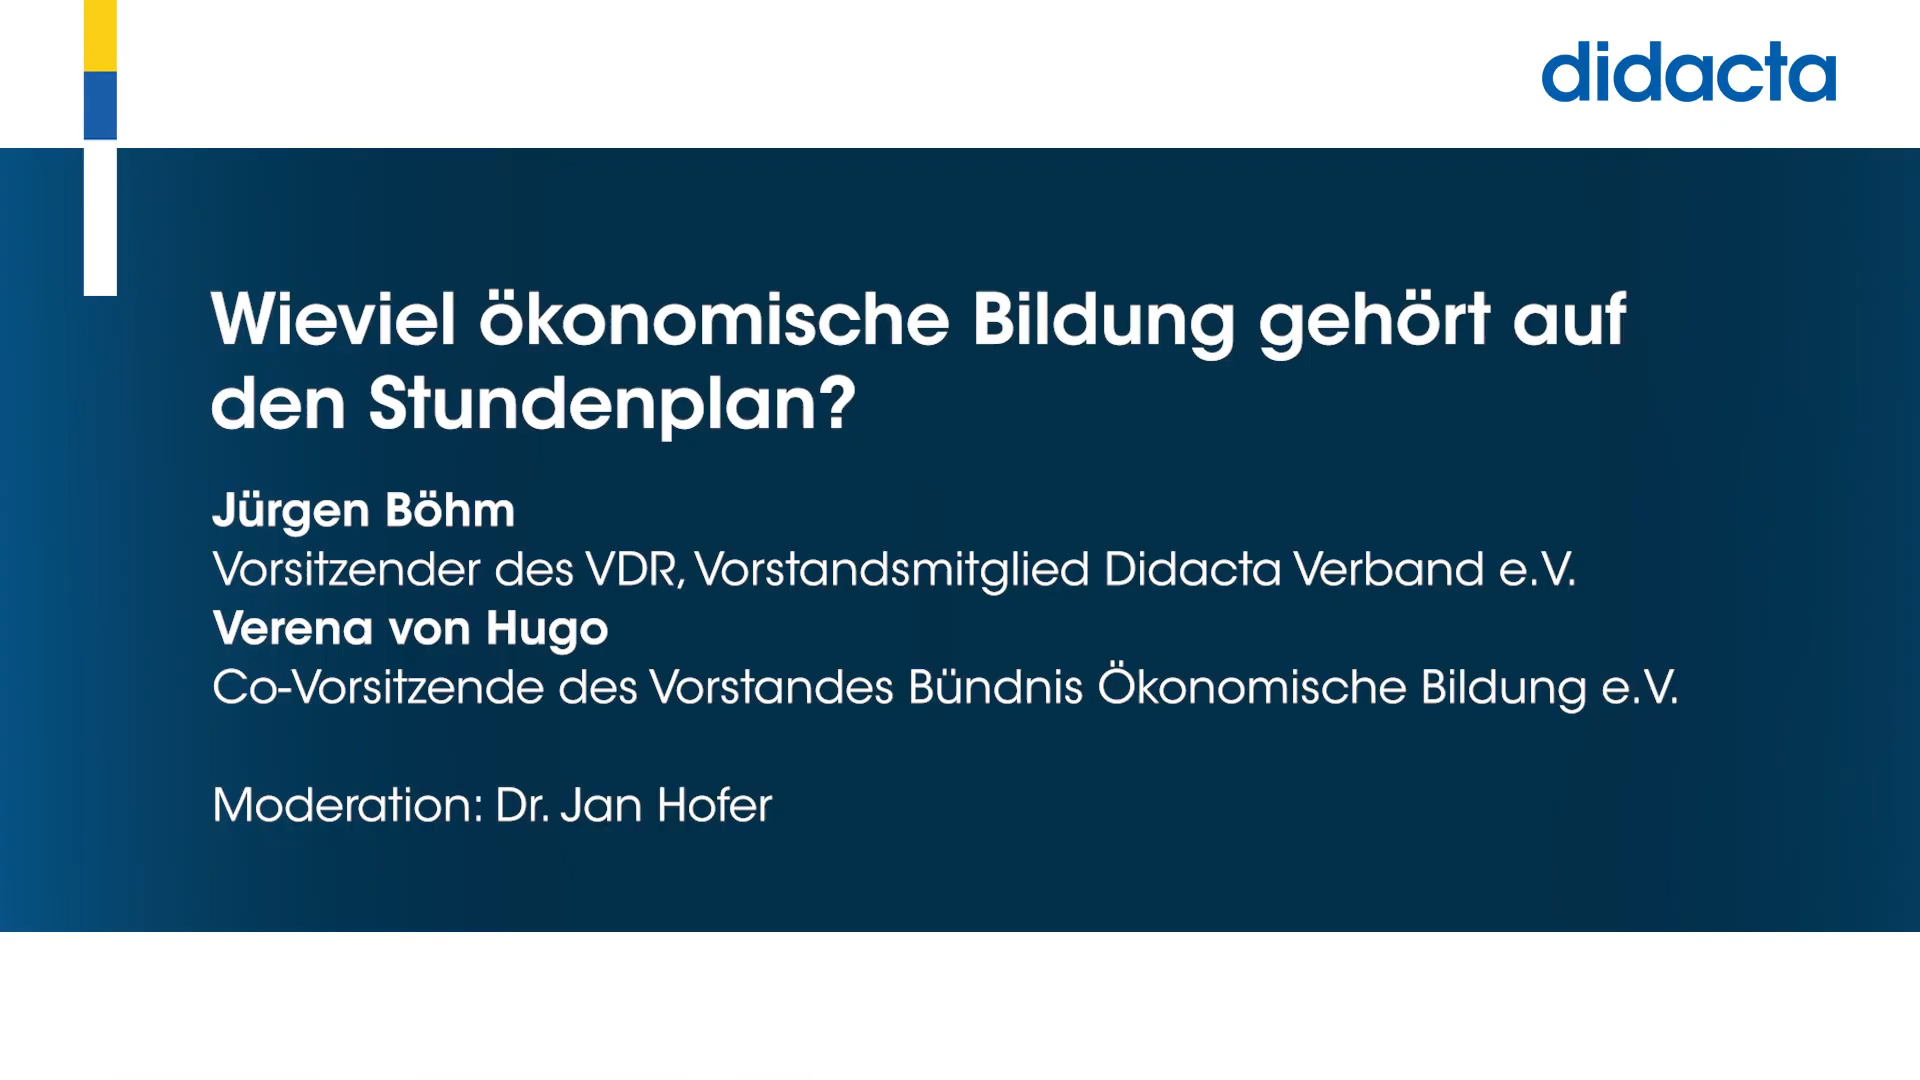 didacta
Wieviel ökonomische Bildung gehört auf
den Stundenplan?
Jürgen Böhm
Vorsitzender des VDR, Vorstandsmitglied Didacta Verband e.V.
Verena von Hugo
Co-Vorsitzende des Vorstandes Bündnis Ökonomische Bildung e.V.
Moderation: Dr. Jan Hofer